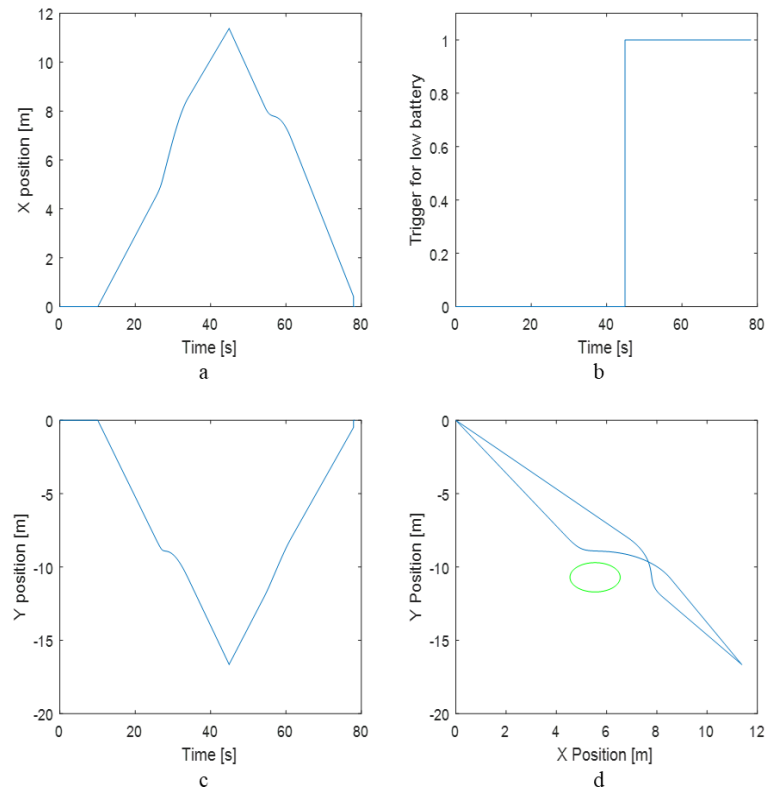 12
10
8
6
4
2
0
X position [m]
0 20 40 60 80
Time [s]
a
1
0.8
0.6
0.4
0.2
0
Trigger for low battery
0 20 40 60 80
Time [s]
b
0
-5
-10
-15
-20
Y position [m]
0 20 40 60 80
Time [s]
c
0
-5
-10
-15
-20
Y Position [m]
0 2 4 6 8 10 12
X Position [m]
d